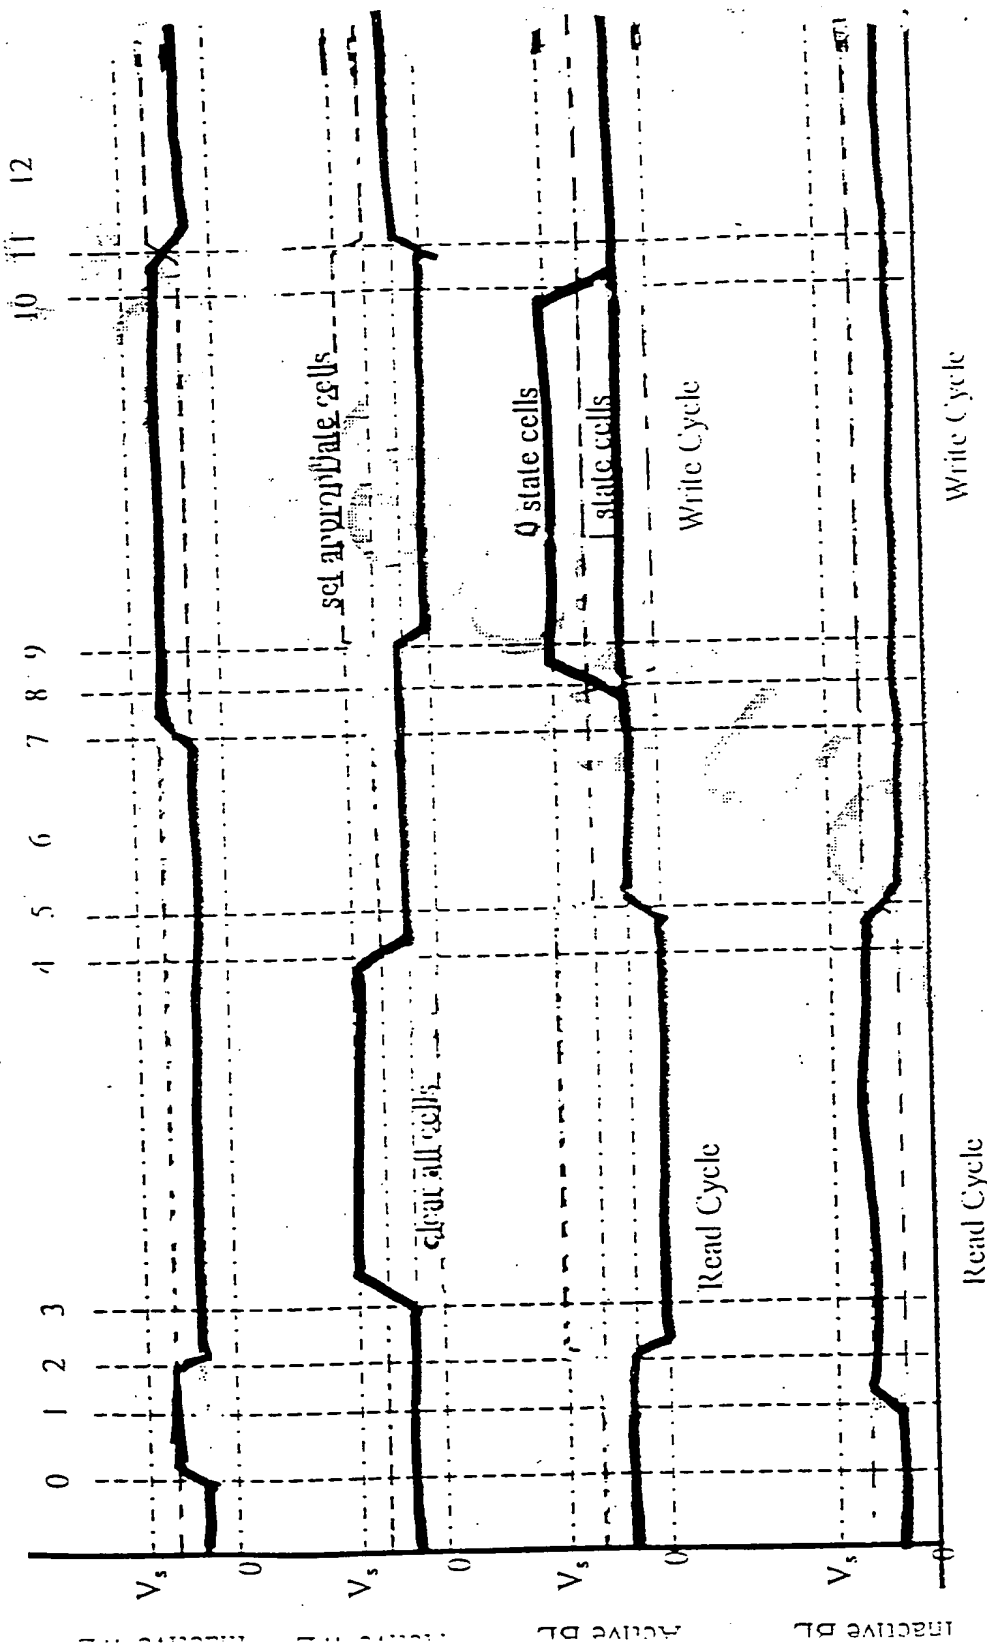 0 1 2 3 4 5 6 7 8 9 10 11 12
Vs
0
Vs
0
clear all cells
set appropriate cells
Active BL
Vs
0
0 state cells
1 state cells
Read Cycle
Write Cycle
Inactive BL
Vs
0
Read Cycle
Write Cycle